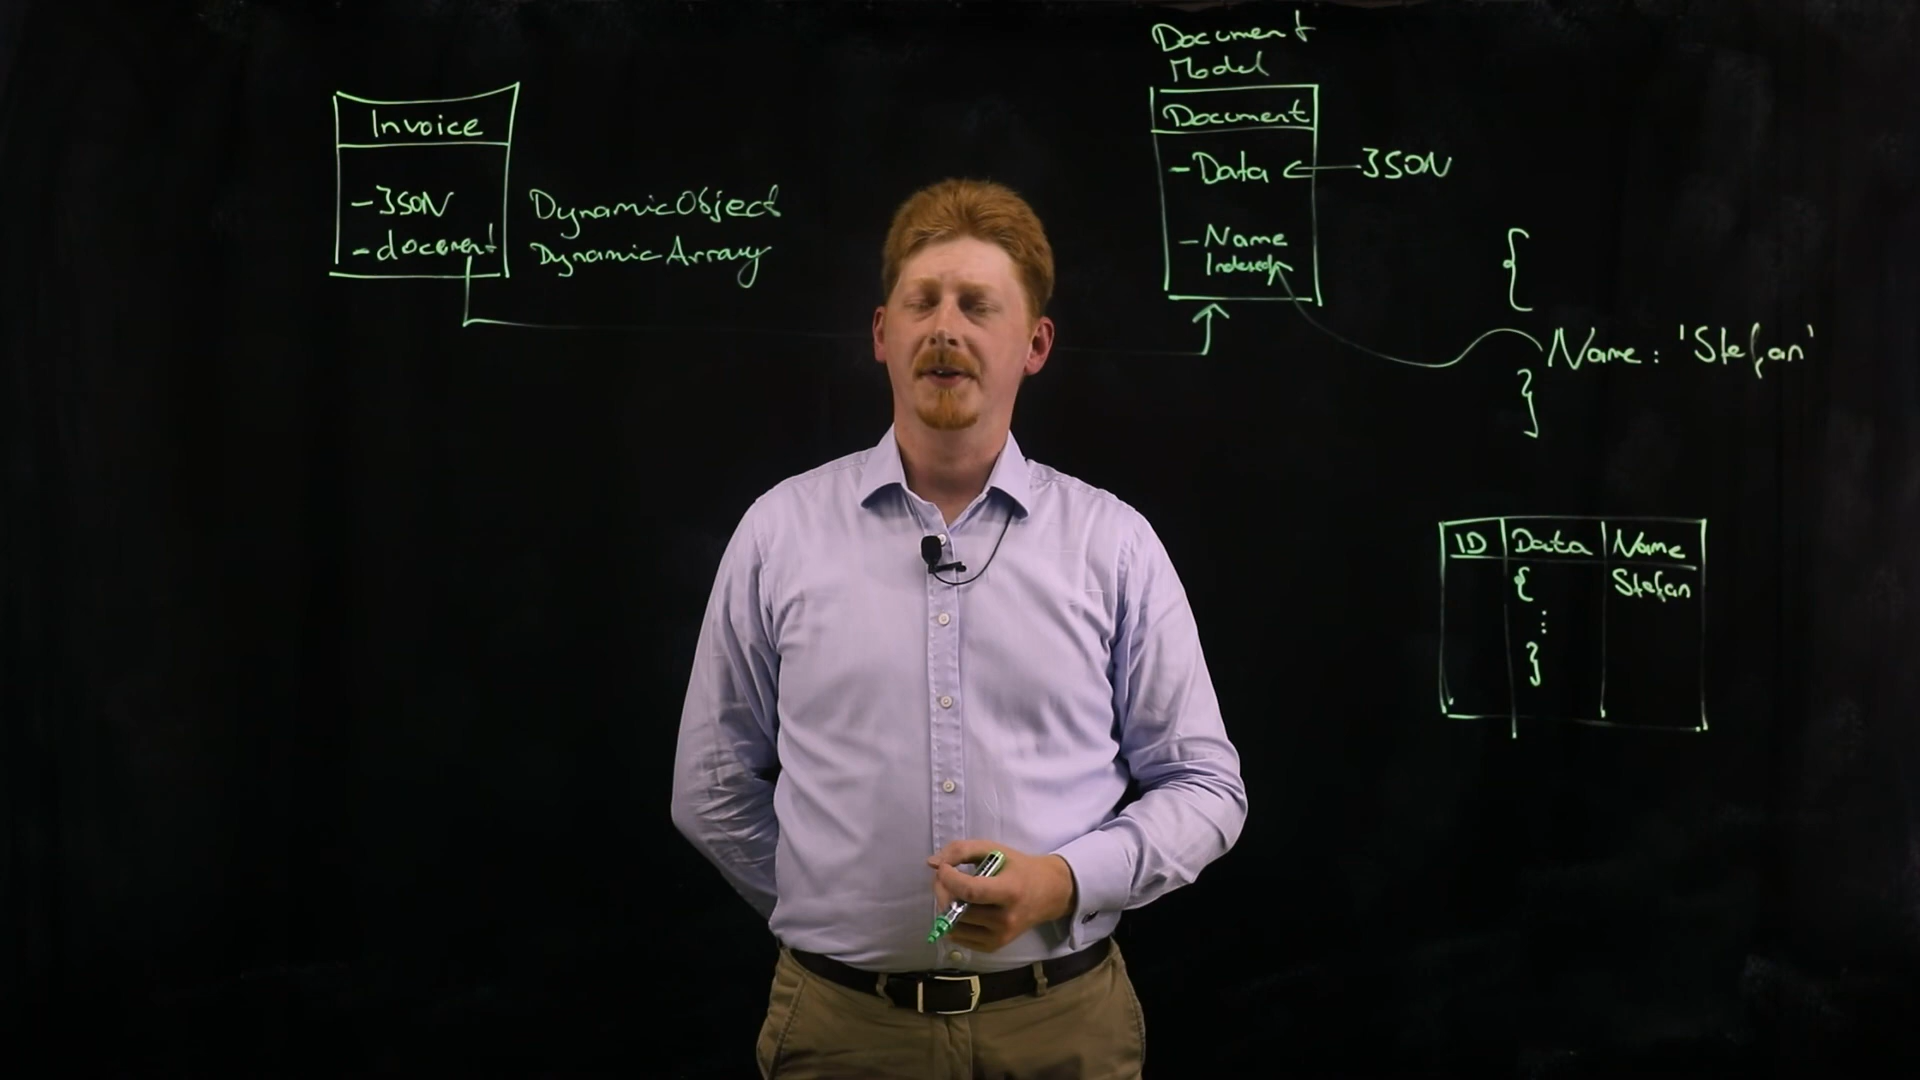 Invoice
-JSON
-document
DynamicObject
DynamicArray
Document
Model
Document
-Data
JSON
-Name
Indexed
{
Name: 'Stefan'
}
ID Data Name
{ Stefan
⋮
}